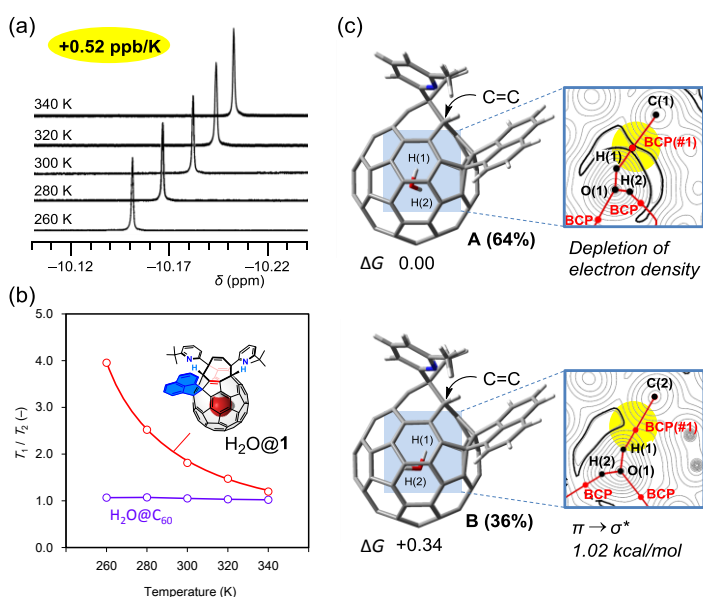 (a)
+0.52 ppb/K
340 K
320 K
300 K
280 K
260 K
–10.12
–10.17
–10.22
δ (ppm)
(b)
5.0
4.0
3.0
2.0
1.0
0.0
T₁ / T₂ (–)
N
N
H
H
H₂O@1
H₂O@C₆₀
260
280
300
320
340
Temperature (K)
(c)
C=C
H(1)
H(2)
A (64%)
ΔG 0.00
C(1)
BCP(#1)
H(1)
H(2)
O(1)
BCP
BCP
Depletion of
electron density
C=C
H(1)
H(2)
B (36%)
ΔG +0.34
C(2)
BCP(#1)
H(1)
H(2)
O(1)
BCP
BCP
π → σ*
1.02 kcal/mol